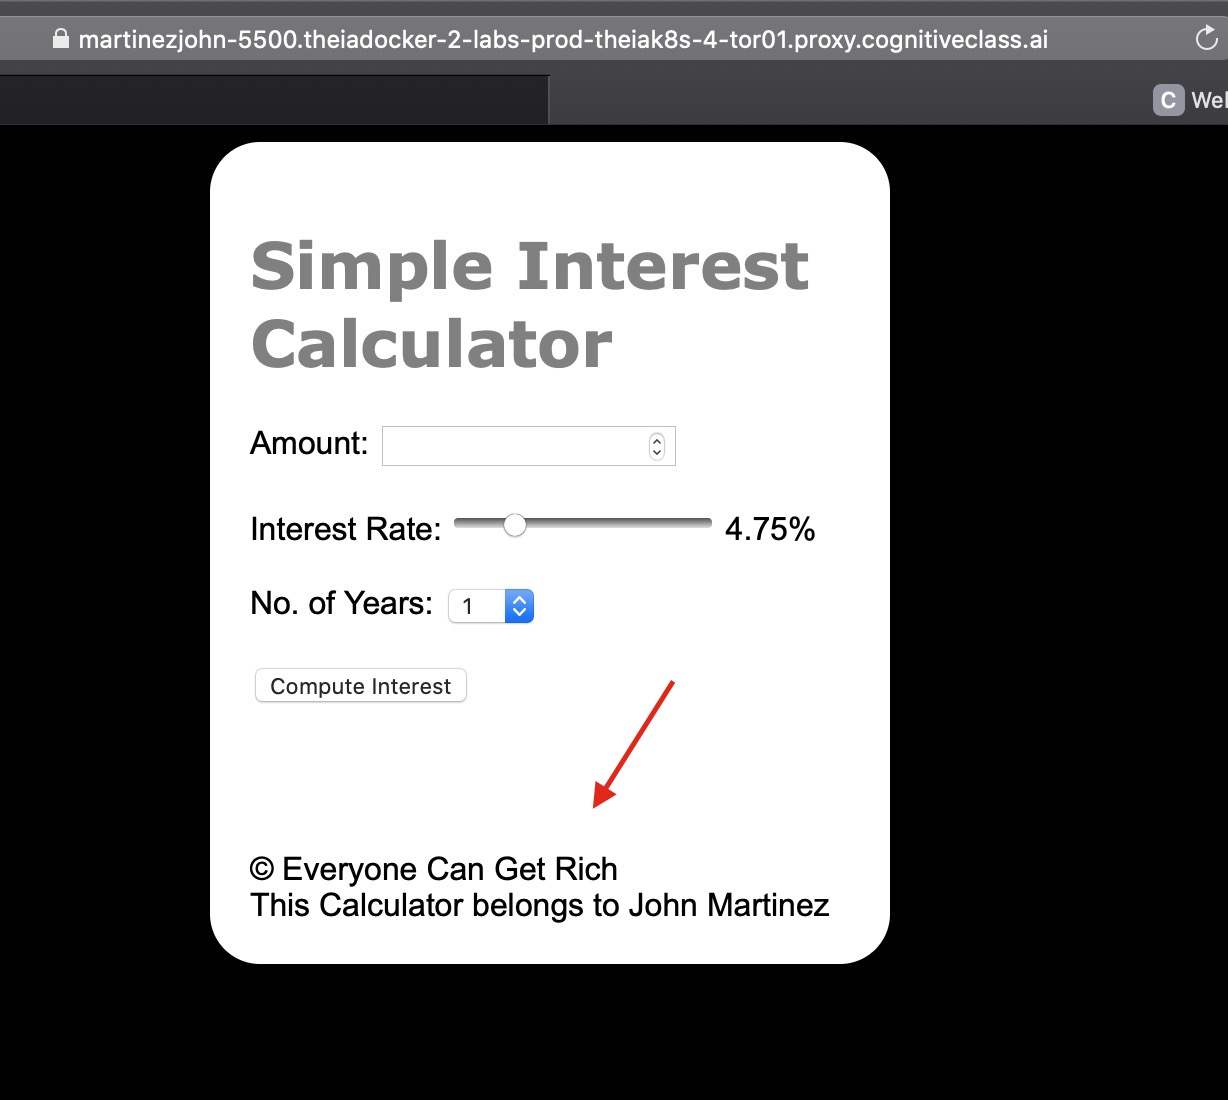 martinezjohn-5500.theiadocker-2-labs-prod-theiak8s-4-tor01.proxy.cognitiveclass.ai
C
Simple Interest
Calculator
Amount:
Interest Rate: 4.75%
No. of Years: 1
Compute Interest
© Everyone Can Get Rich
This Calculator belongs to John Martinez